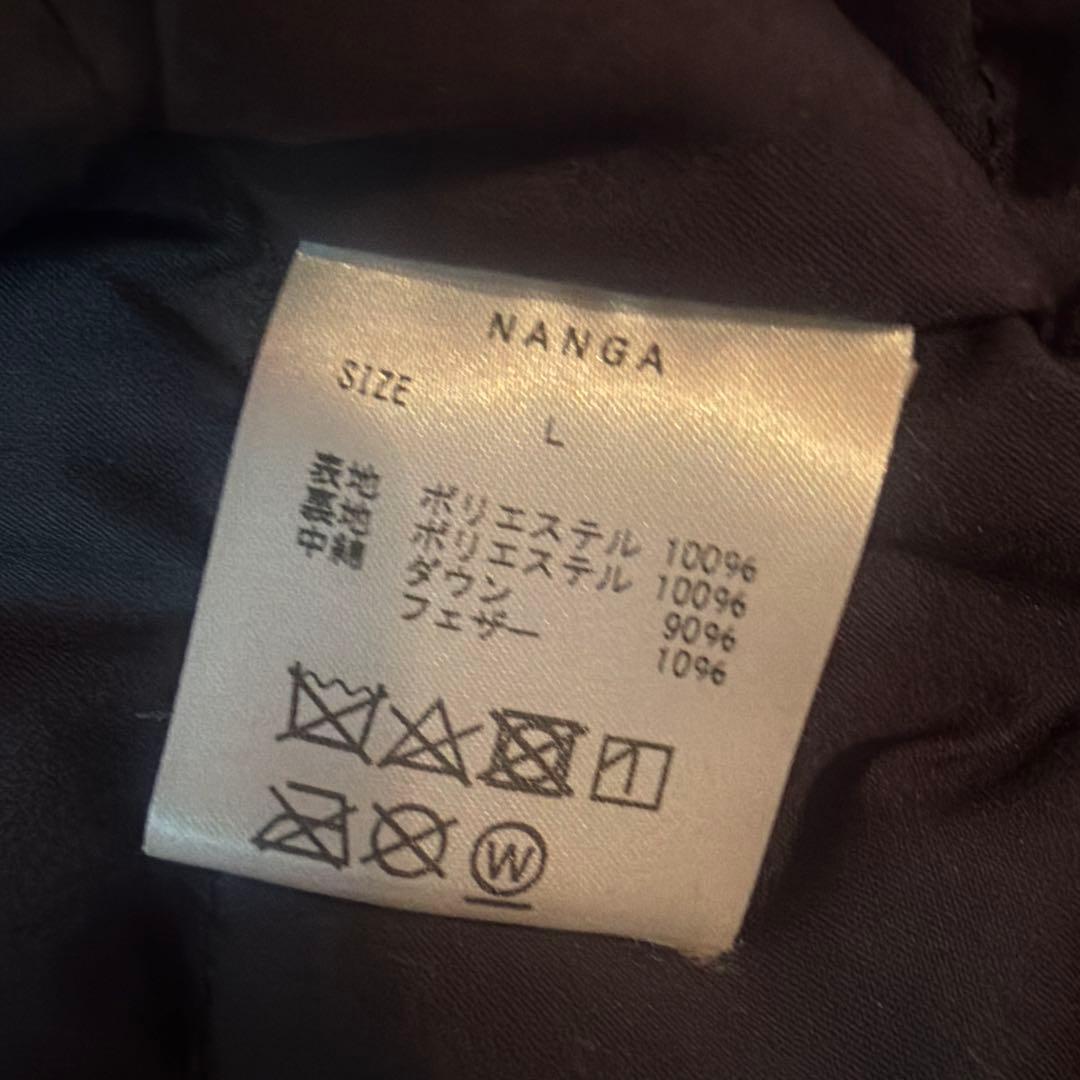 NANGA
SIZE
L
表地 ポリエステル 100%
裏地 ポリエステル 100%
中綿 ダウン 90%
フェザー 10%
W